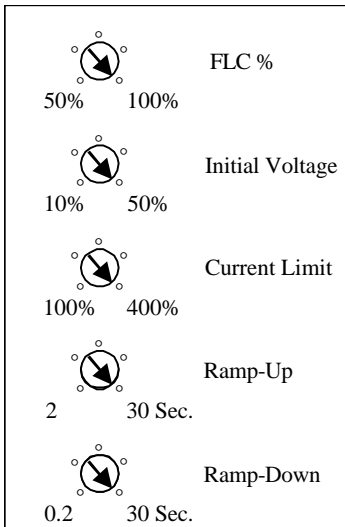 FLC %
50% 100%
Initial Voltage
10% 50%
Current Limit
100% 400%
Ramp-Up
2 30 Sec.
Ramp-Down
0.2 30 Sec.